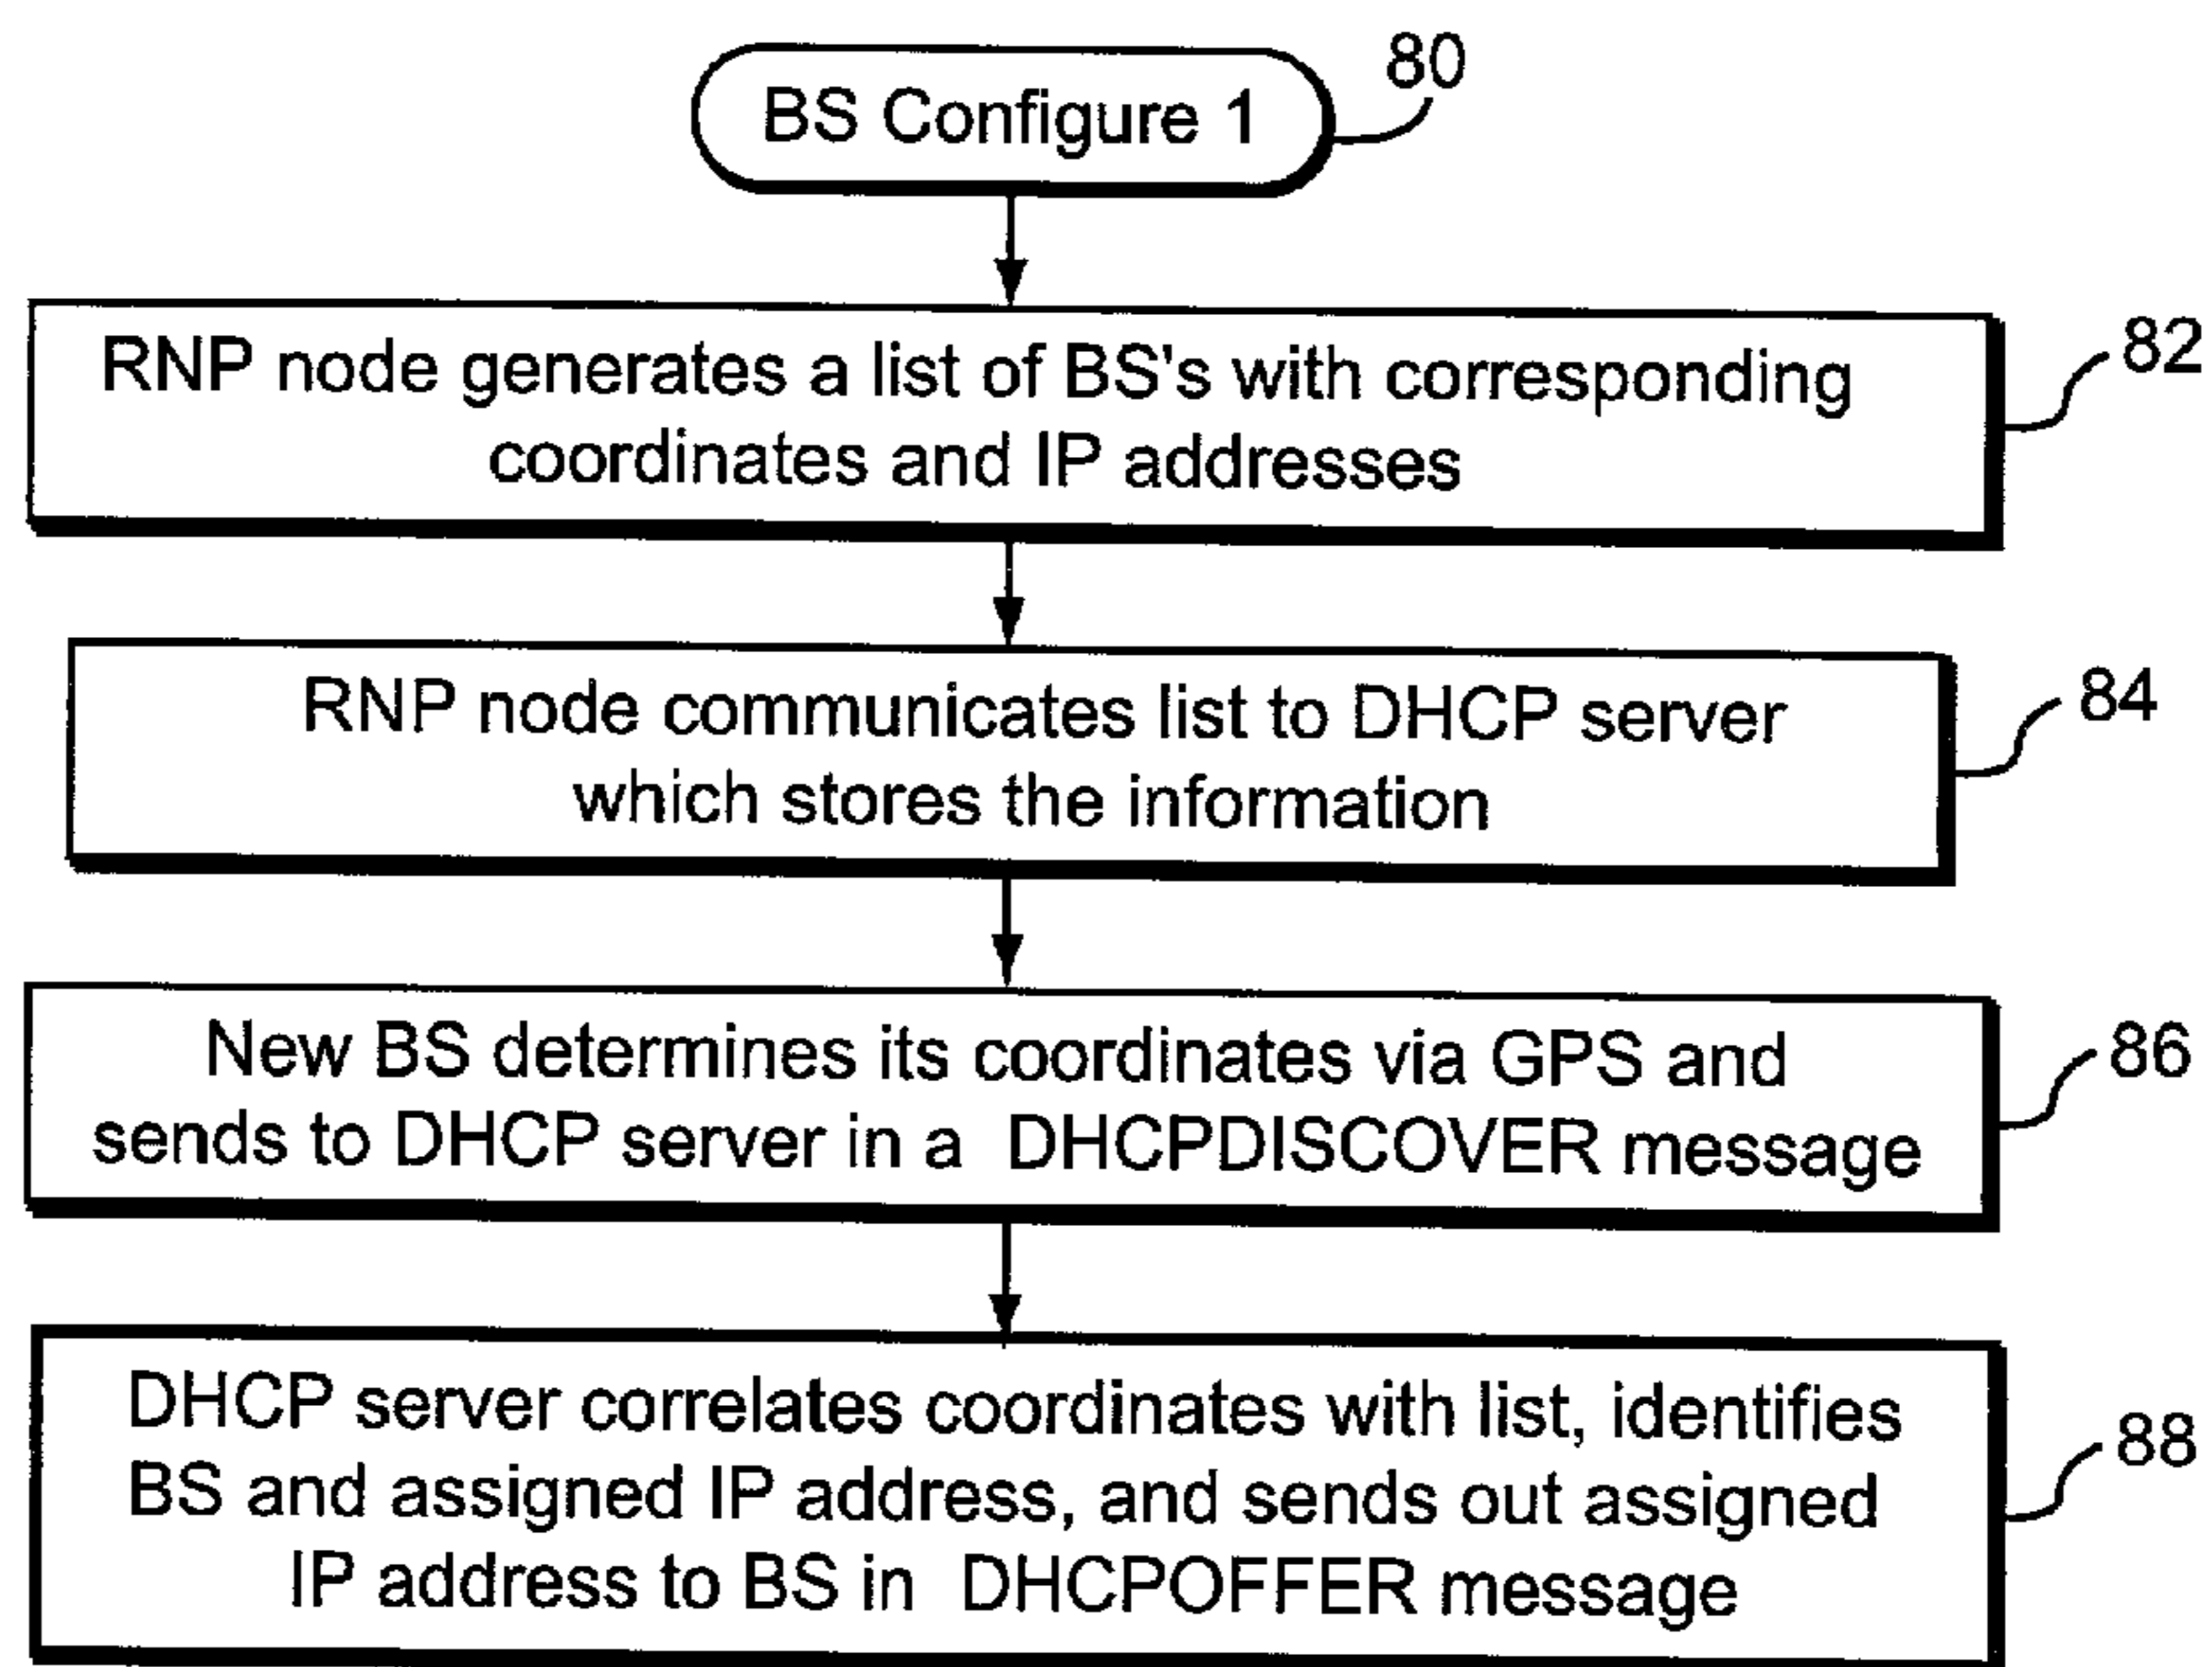 BS Configure 1
80
RNP node generates a list of BS's with corresponding
coordinates and IP addresses
82
RNP node communicates list to DHCP server
which stores the information
84
New BS determines its coordinates via GPS and
sends to DHCP server in a DHCPDISCOVER message
86
DHCP server correlates coordinates with list, identifies
BS and assigned IP address, and sends out assigned
IP address to BS in DHCPOFFER message
88